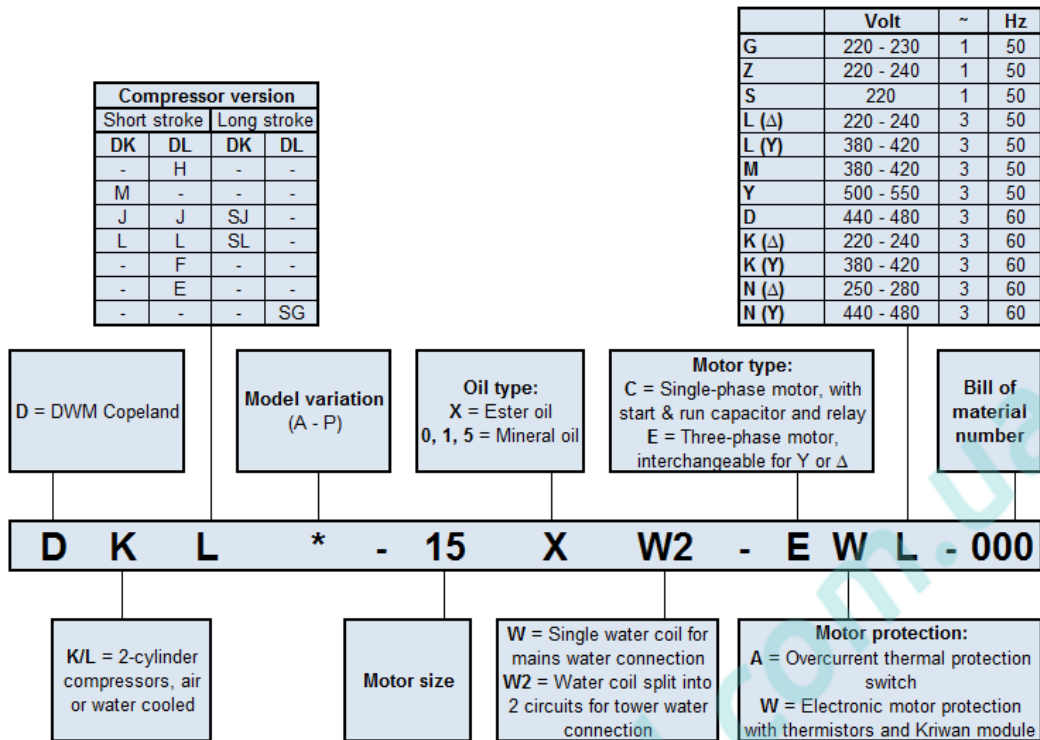 Volt ~ Hz
G 220 - 230 1 50
Z 220 - 240 1 50
S 220 1 50
L (Δ) 220 - 240 3 50
L (Y) 380 - 420 3 50
M 380 - 420 3 50
Y 500 - 550 3 50
D 440 - 480 3 60
K (Δ) 220 - 240 3 60
K (Y) 380 - 420 3 60
N (Δ) 250 - 280 3 60
N (Y) 440 - 480 3 60
Compressor version
Short stroke Long stroke
DK DL DK DL
- H - -
M - - -
J J SJ -
L L SL -
- F - -
- E - -
- - - SG
D = DWM Copeland
Model variation
(A - P)
Oil type:
X = Ester oil
0, 1, 5 = Mineral oil
Motor type:
C = Single-phase motor, with
start & run capacitor and relay
E = Three-phase motor,
interchangeable for Y or Δ
Bill of
material
number
D K L * - 15 X W2 - E W L - 000
K/L = 2-cylinder
compressors, air
or water cooled
Motor size
W = Single water coil for
mains water connection
W2 = Water coil split into
2 circuits for tower water
connection
Motor protection:
A = Overcurrent thermal protection
switch
W = Electronic motor protection
with thermistors and Kriwan module
.com.ua